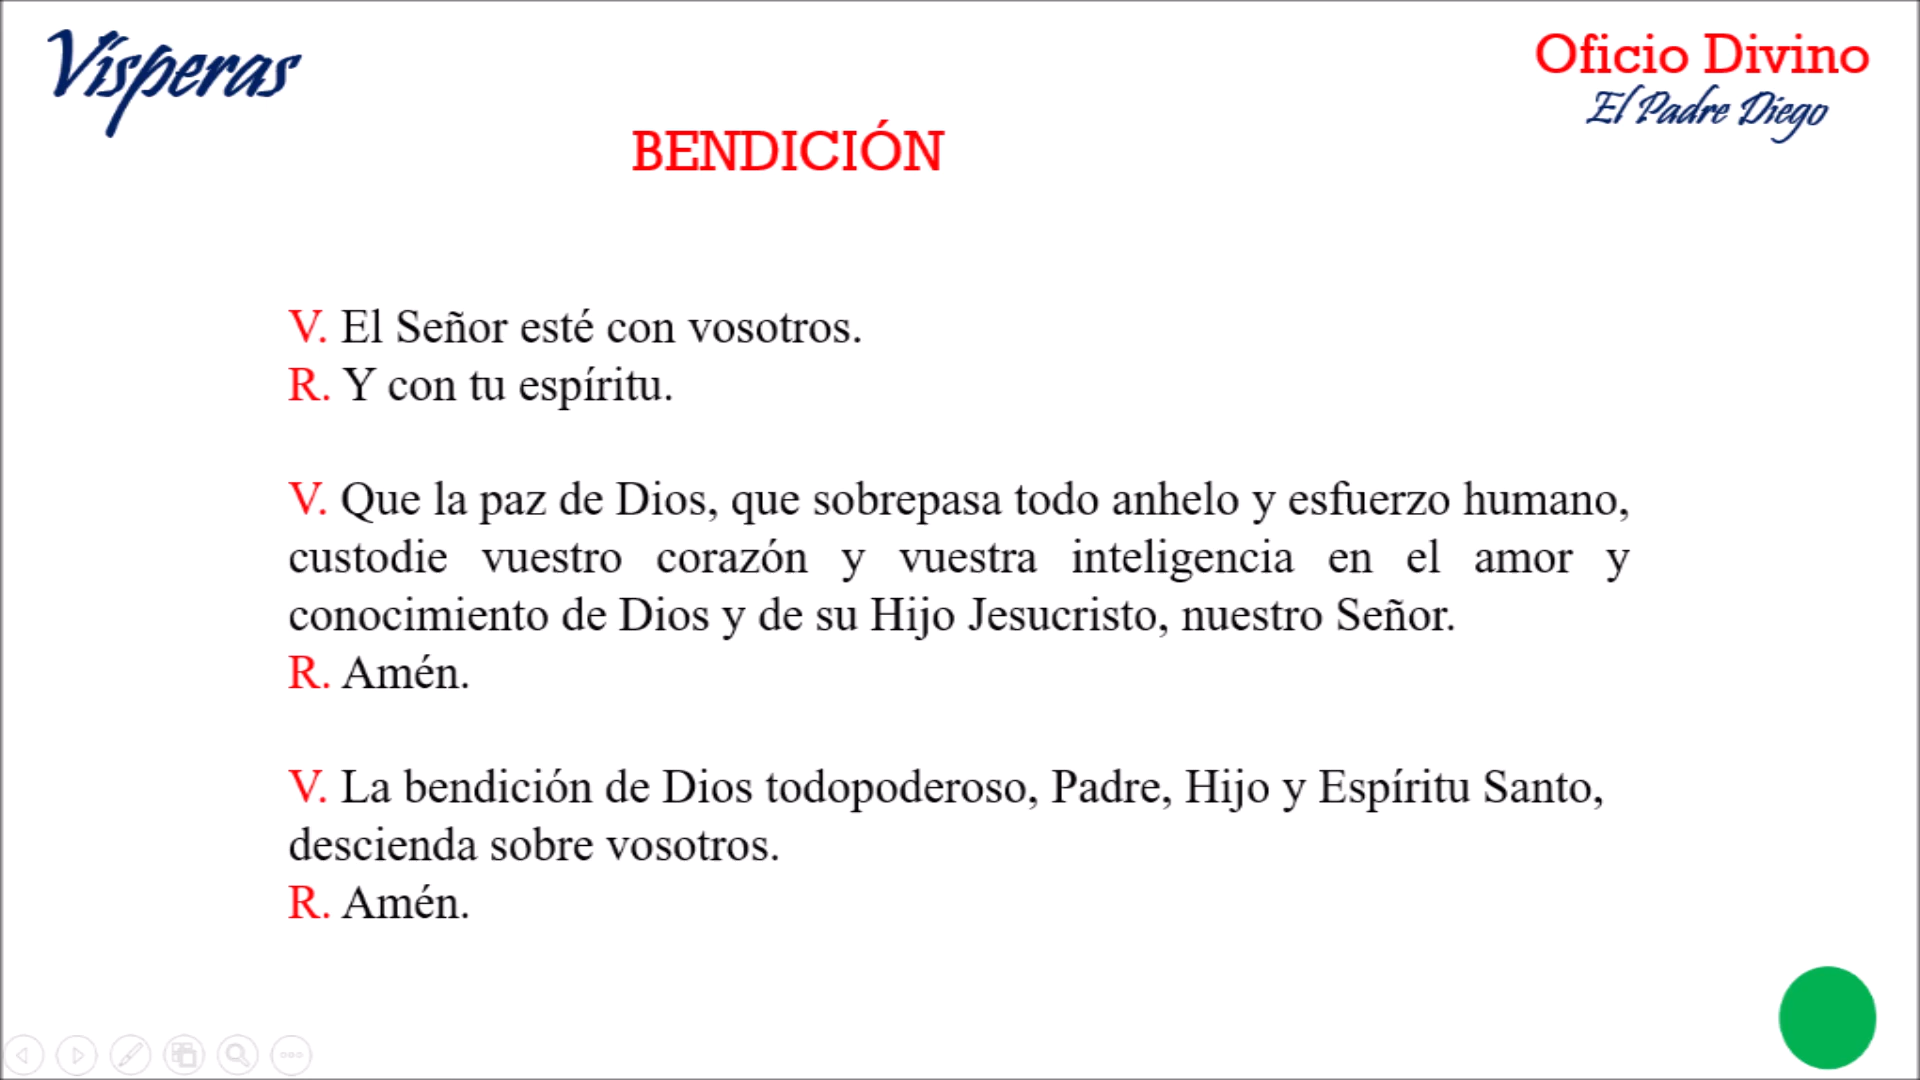 Vísperas
Oficio Divino
El Padre Diego
BENDICIÓN
V. El Señor esté con vosotros.
R. Y con tu espíritu.
V. Que la paz de Dios, que sobrepasa todo anhelo y esfuerzo humano,
custodie vuestro corazón y vuestra inteligencia en el amor y
conocimiento de Dios y de su Hijo Jesucristo, nuestro Señor.
R. Amén.
V. La bendición de Dios todopoderoso, Padre, Hijo y Espíritu Santo,
descienda sobre vosotros.
R. Amén.